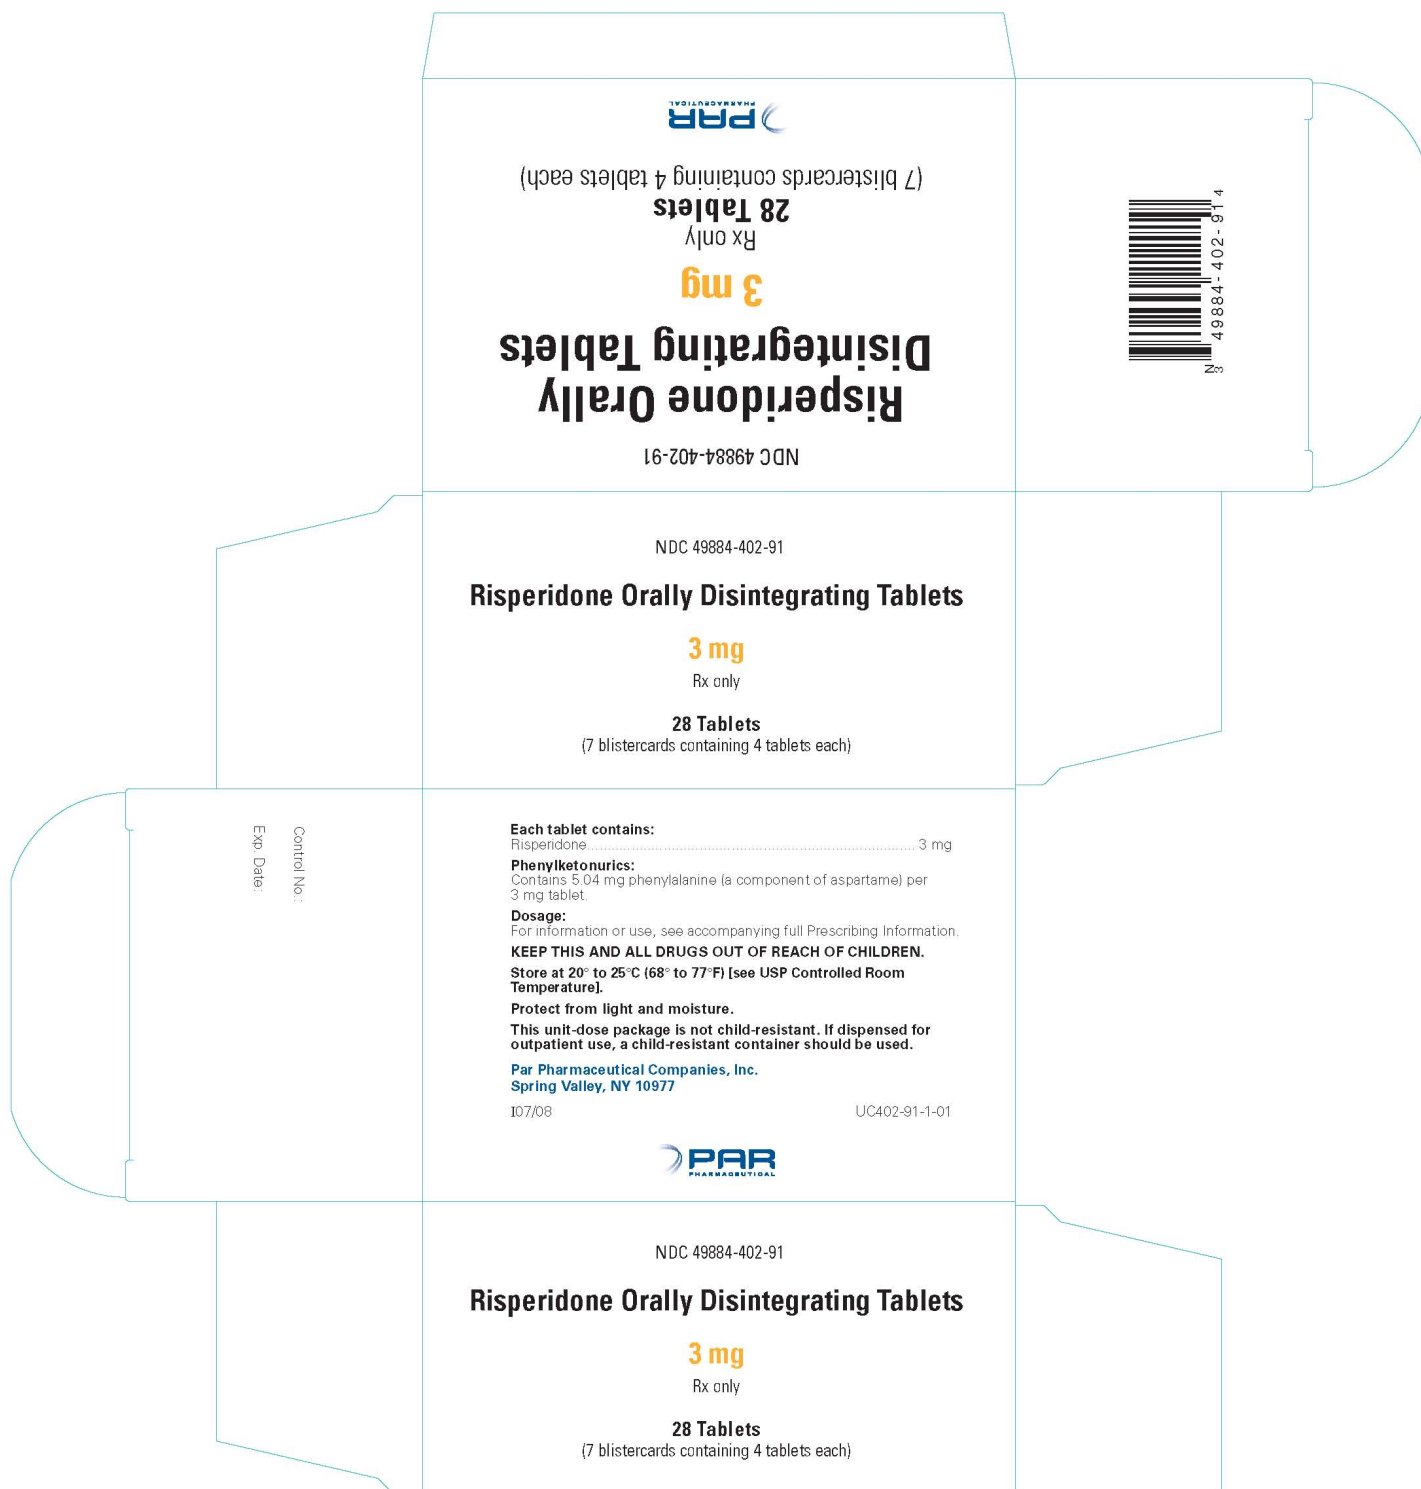 PAR
PHARMACEUTICAL
(7 blistercards containing 4 tablets each)
28 Tablets
Rx only
3 mg
Disintegrating Tablets
Risperidone Orally
NDC 49884-402-91
N
3 49884-402-91 4
NDC 49884-402-91
Risperidone Orally Disintegrating Tablets
3 mg
Rx only
28 Tablets
(7 blistercards containing 4 tablets each)
Control No.:
Exp. Date:
Each tablet contains:
Risperidone.............................................................................. 3 mg
Phenylketonurics:
Contains 5.04 mg phenylalanine (a component of aspartame) per
3 mg tablet.
Dosage:
For information or use, see accompanying full Prescribing Information.
KEEP THIS AND ALL DRUGS OUT OF REACH OF CHILDREN.
Store at 20° to 25°C (68° to 77°F) [see USP Controlled Room
Temperature].
Protect from light and moisture.
This unit-dose package is not child-resistant. If dispensed for
outpatient use, a child-resistant container should be used.
Par Pharmaceutical Companies, Inc.
Spring Valley, NY 10977
I07/08 UC402-91-1-01
PAR
PHARMACEUTICAL
NDC 49884-402-91
Risperidone Orally Disintegrating Tablets
3 mg
Rx only
28 Tablets
(7 blistercards containing 4 tablets each)